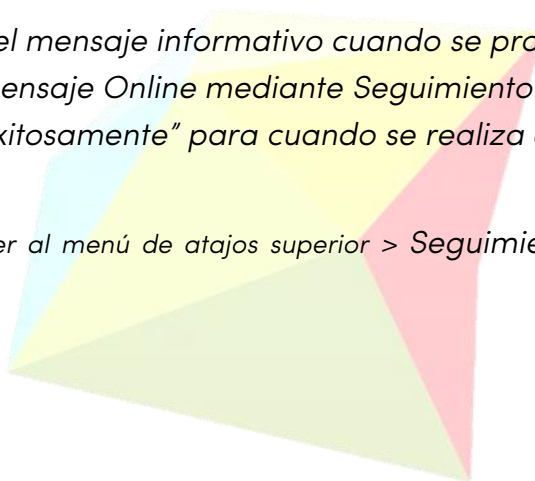 el mensaje informativo cuando se pro
ensaje Online mediante Seguimiento
xitosamente” para cuando se realiza
er al menú de atajos superior > Seguimie